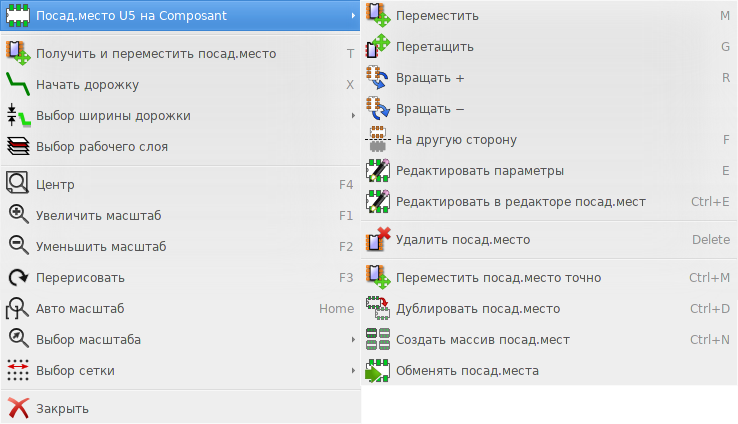 Посад.место U5 на Composant
Получить и переместить посад.место T
Начать дорожку X
Выбор ширины дорожки
Выбор рабочего слоя
Центр F4
Увеличить масштаб F1
Уменьшить масштаб F2
Перерисовать F3
Авто масштаб Home
Выбор масштаба
Выбор сетки
Закрыть
Переместить M
Перетащить G
Вращать + R
Вращать −
На другую сторону F
Редактировать параметры E
Редактировать в редакторе посад.мест Ctrl+E
Удалить посад.место Delete
Переместить посад.место точно Ctrl+M
Дублировать посад.место Ctrl+D
Создать массив посад.мест Ctrl+N
Обменять посад.места